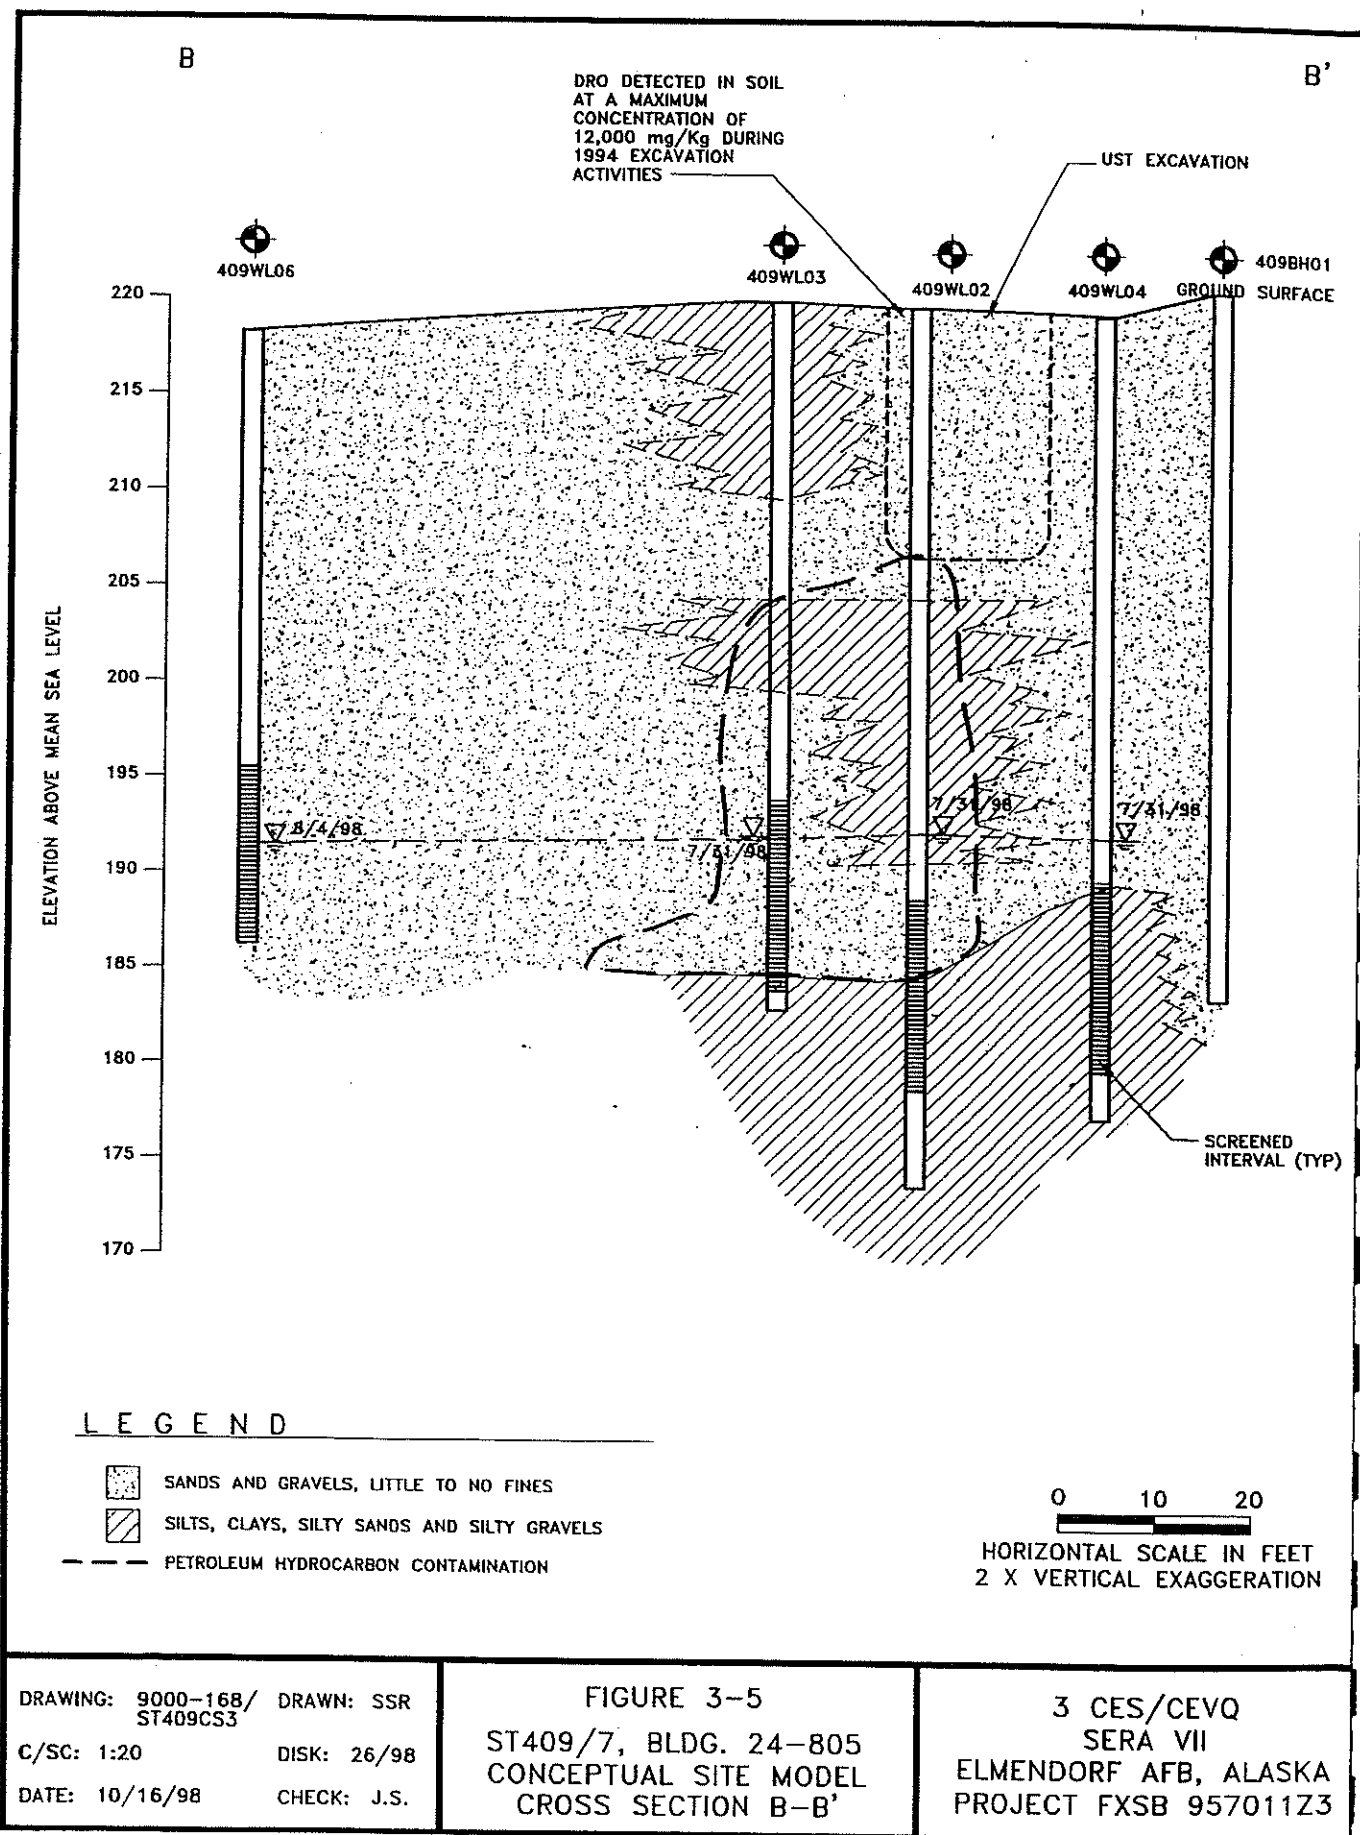 B
B'
DRO DETECTED IN SOIL
AT A MAXIMUM
CONCENTRATION OF
12,000 mg/Kg DURING
1994 EXCAVATION
ACTIVITIES
UST EXCAVATION
409WL06
409WL03
409WL02
409WL04
409BH01
GROUND SURFACE
220
215
210
205
200
195
190
185
180
175
170
ELEVATION ABOVE MEAN SEA LEVEL
8/4/98
7/31/98
7/31/98
7/31/98
SCREENED
INTERVAL (TYP)
LEGEND
SANDS AND GRAVELS, LITTLE TO NO FINES
SILTS, CLAYS, SILTY SANDS AND SILTY GRAVELS
PETROLEUM HYDROCARBON CONTAMINATION
0 10 20
HORIZONTAL SCALE IN FEET
2 X VERTICAL EXAGGERATION
DRAWING: 9000-168/ DRAWN: SSR
ST409CS3
C/SC: 1:20 DISK: 26/98
DATE: 10/16/98 CHECK: J.S.
FIGURE 3-5
ST409/7, BLDG. 24-805
CONCEPTUAL SITE MODEL
CROSS SECTION B-B'
3 CES/CEVQ
SERA VII
ELMENDORF AFB, ALASKA
PROJECT FXSB 957011Z3